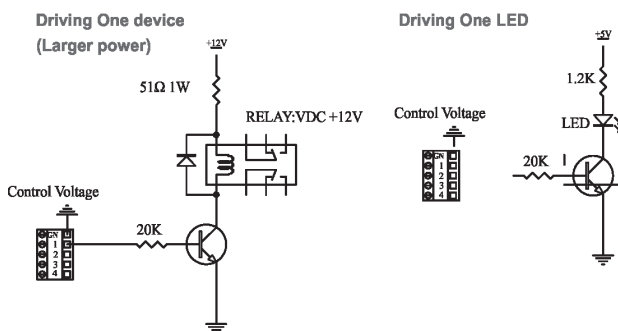 Driving One device
(Larger power)
+12V
51Ω 1W
RELAY:VDC +12V
Control Voltage
GN
1
2
3
4
20K
Driving One LED
+5V
1.2K
Control Voltage
LED
GN
1
2
3
4
20K